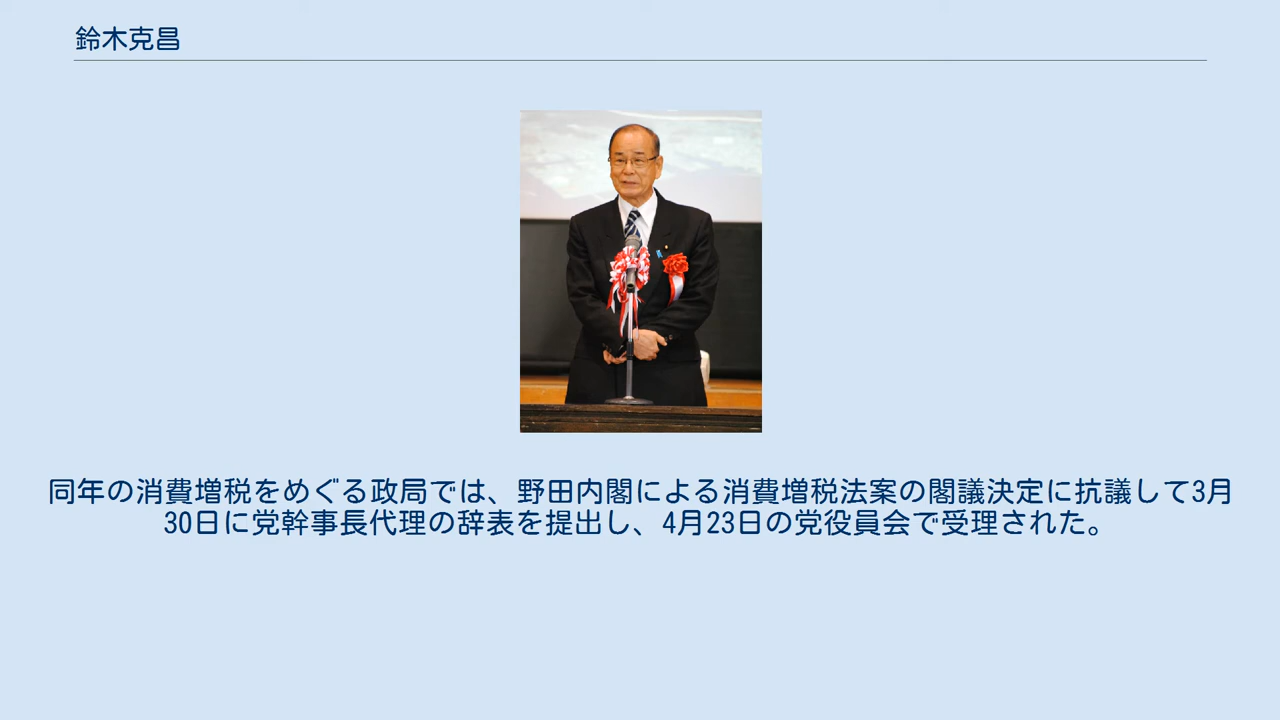 鈴木克昌
同年の消費増税をめぐる政局では、野田内閣による消費増税法案の閣議決定に抗議して3月
30日に党幹事長代理の辞表を提出し、4月23日の党役員会で受理された。